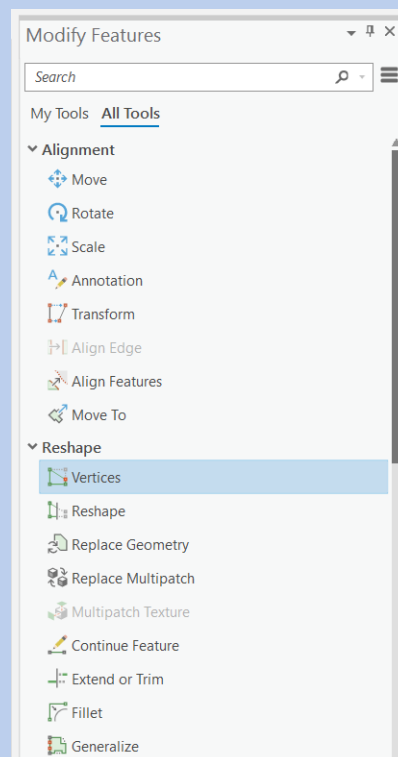 Modify Features
Search
My Tools All Tools
Alignment
Move
Rotate
Scale
Annotation
Transform
Align Edge
Align Features
Move To
Reshape
Vertices
Reshape
Replace Geometry
Replace Multipatch
Multipatch Texture
Continue Feature
Extend or Trim
Fillet
Generalize